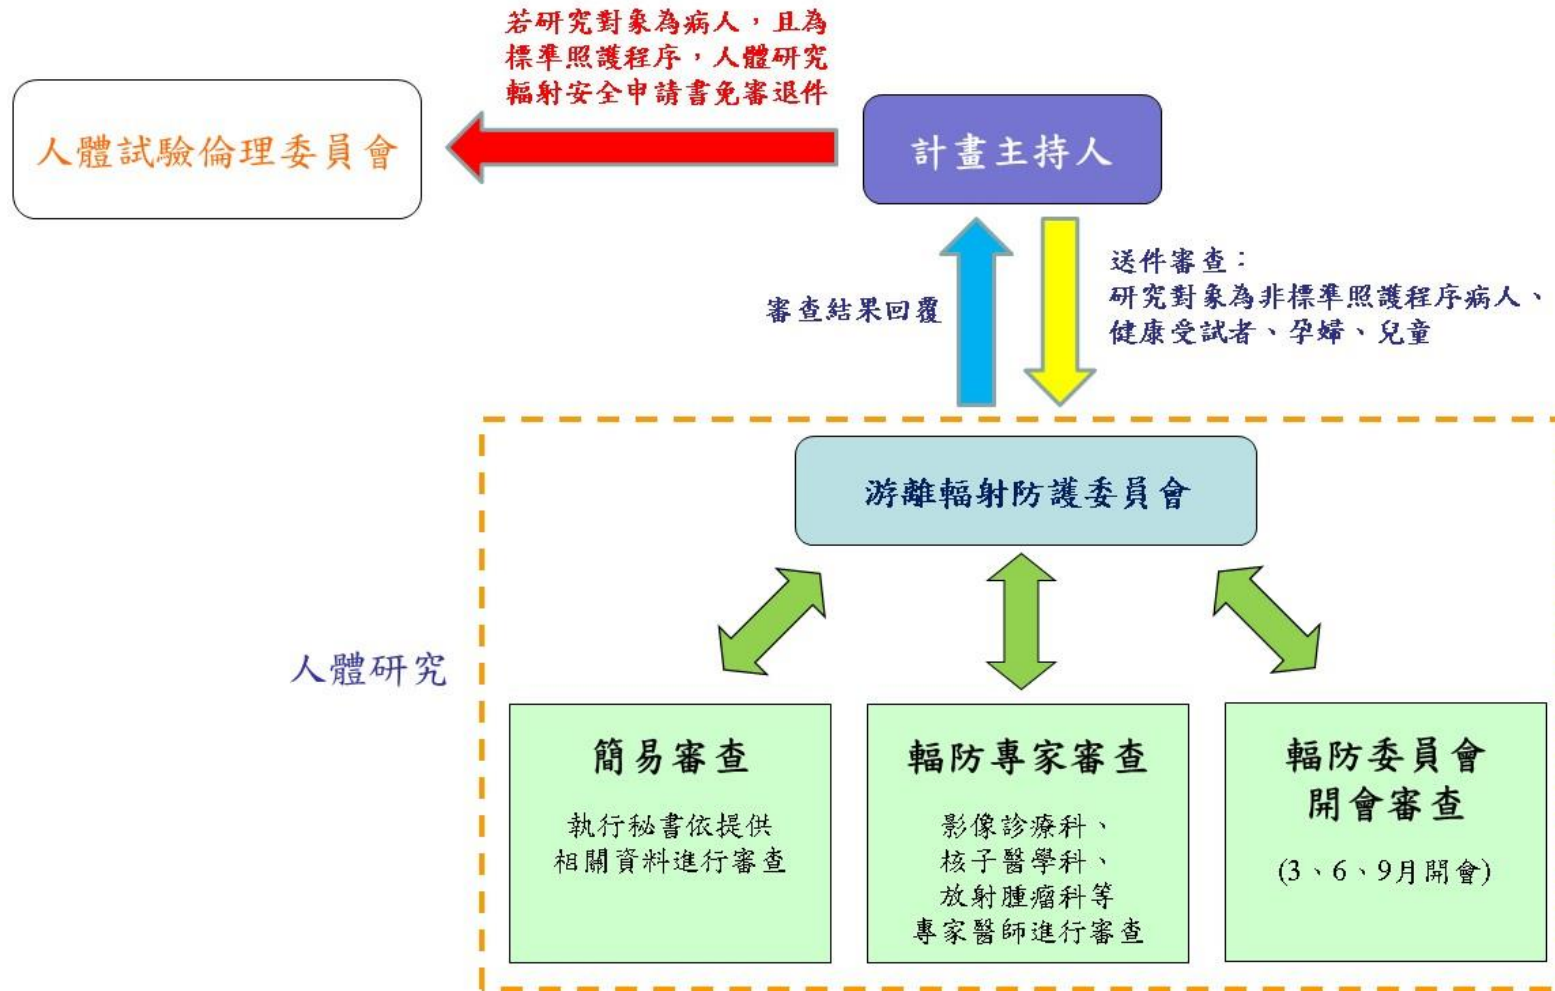 若研究對象為病人，且為
標準照護程序，人體研究
輻射安全申請書免審退件
人體試驗倫理委員會
計畫主持人
審查結果回覆
送件審查：
研究對象為非標準照護程序病人、
健康受試者、孕婦、兒童
游離輻射防護委員會
人體研究
簡易審查
執行秘書依提供
相關資料進行審查
輻防專家審查
影像診療科、
核子醫學科、
放射腫瘤科等
專家醫師進行審查
輻防委員會
開會審查
(3、6、9月開會)